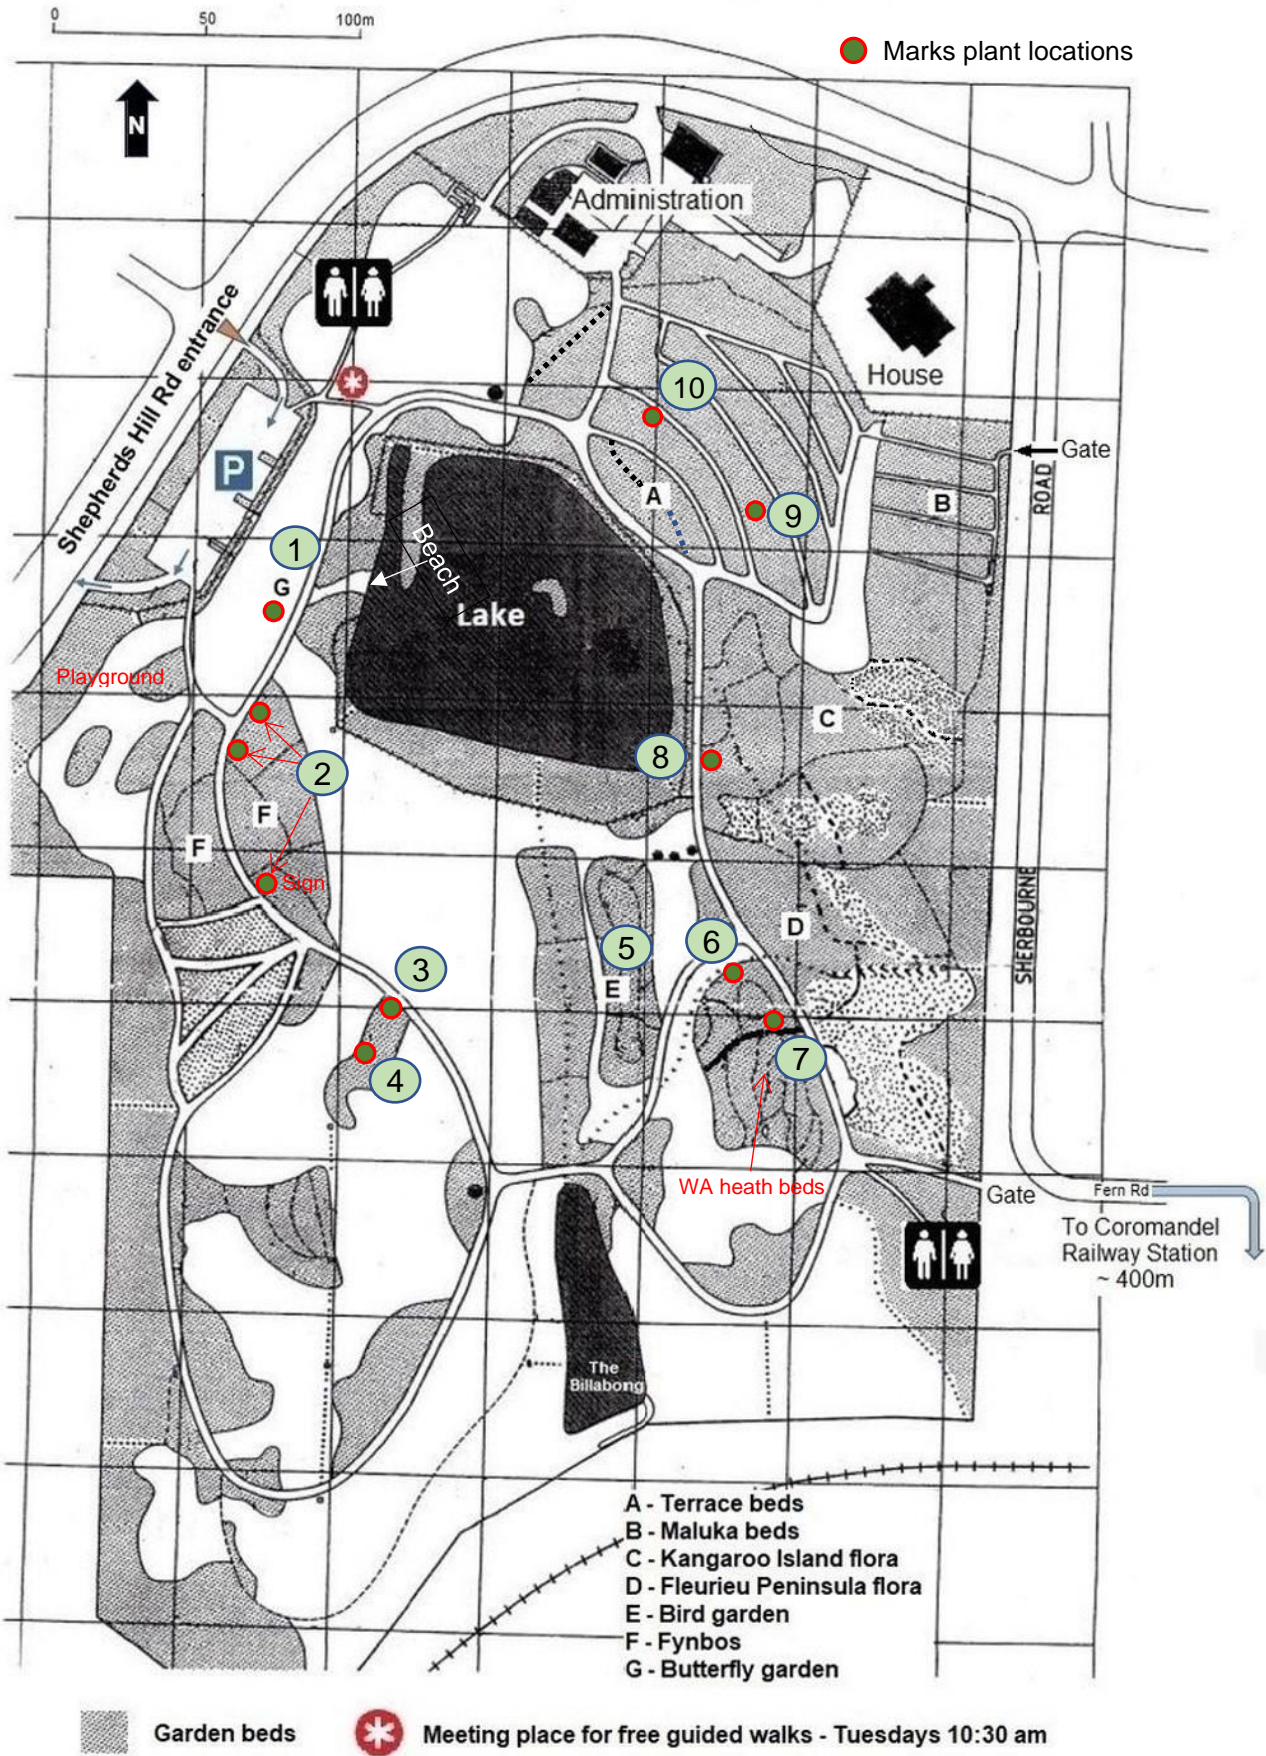 0 50 100m
Marks plant locations
N
Administration
Shepherds Hill Rd entrance
House
10
Gate
P
A
B
ROAD
9
1
Beach
G
Lake
Playground
C
8
2
F
F
Sign
D
SHERBOURNE
5
6
3
E
7
4
WA heath beds
Gate
Fern Rd
To Coromandel
Railway Station
~ 400m
The
Billabong
A - Terrace beds
B - Maluka beds
C - Kangaroo Island flora
D - Fleurieu Peninsula flora
E - Bird garden
F - Fynbos
G - Butterfly garden
Garden beds
Meeting place for free guided walks - Tuesdays 10:30 am